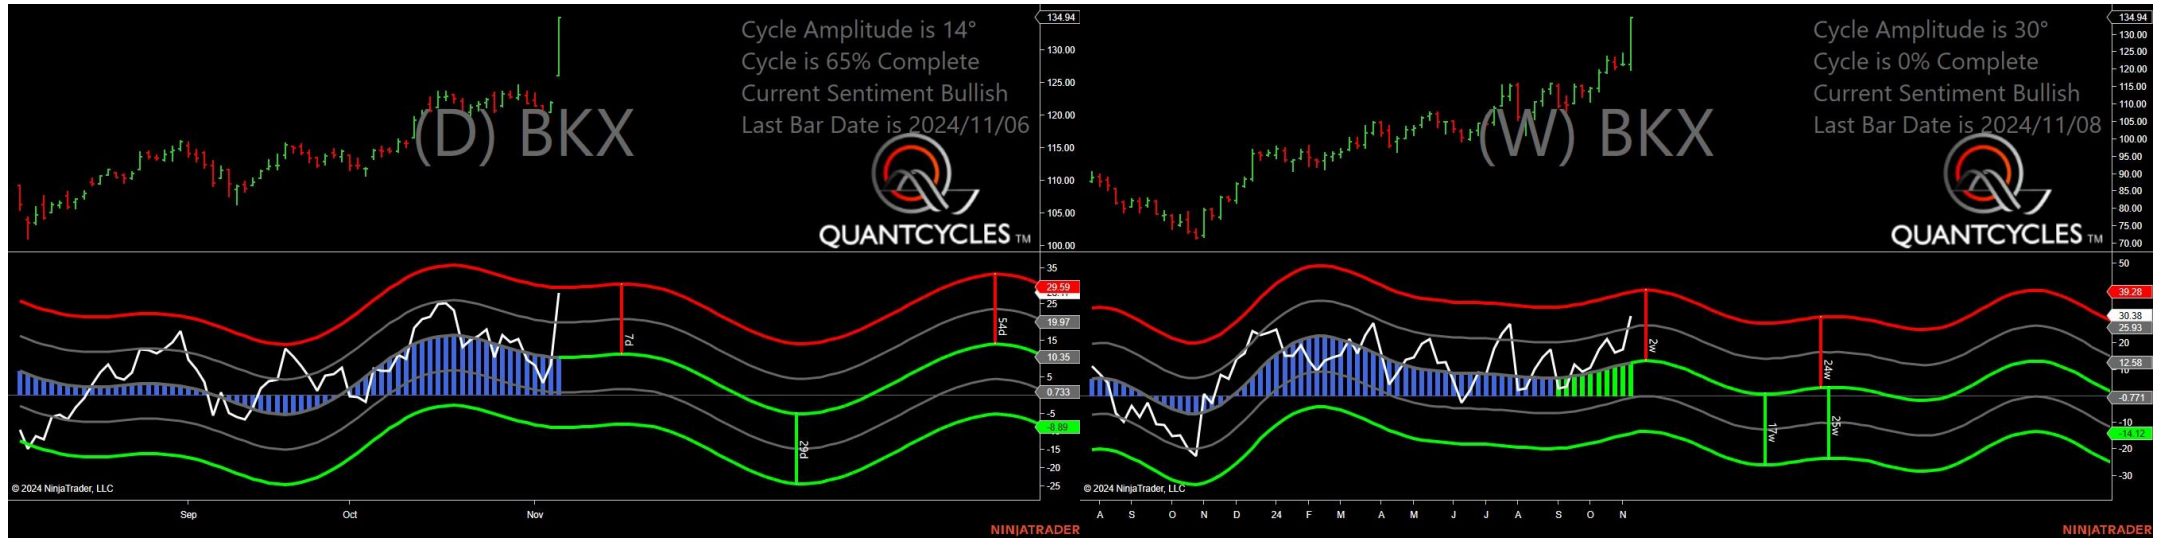 Cycle Amplitude is 14°
Cycle is 65% Complete
Current Sentiment Bullish
Last Bar Date is 2024/11/06
(D) BKX
QUANTCYCLES TM
134.94
130.00
125.00
120.00
115.00
110.00
105.00
100.00
35
29.59
25
19.97
15
10.35
5
0.733
-5
-8.89
-15
-20
-25
7d
29d
54d
© 2024 NinjaTrader, LLC
Sep
Oct
Nov
NINJATRADER
Cycle Amplitude is 30°
Cycle is 0% Complete
Current Sentiment Bullish
Last Bar Date is 2024/11/08
(W) BKX
QUANTCYCLES TM
134.94
130.00
125.00
120.00
115.00
110.00
105.00
100.00
95.00
90.00
85.00
80.00
75.00
70.00
50
39.28
30.38
25.93
20
12.58
10
-0.771
-10
-14.12
-20
-30
2w
17w
24w
25w
© 2024 NinjaTrader, LLC
A S O N D 24 F M A M J J A S O N
NINJATRADER